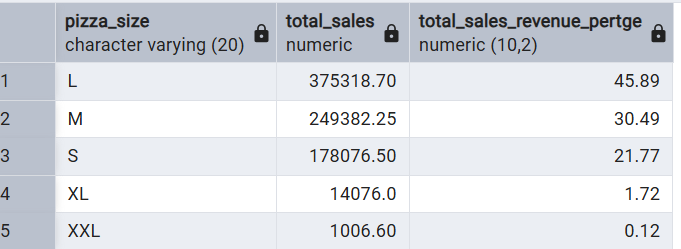 pizza_size total_sales total_sales_revenue_pertge
character varying (20) numeric numeric (10,2)
1 L 375318.70 45.89
2 M 249382.25 30.49
3 S 178076.50 21.77
4 XL 14076.0 1.72
5 XXL 1006.60 0.12